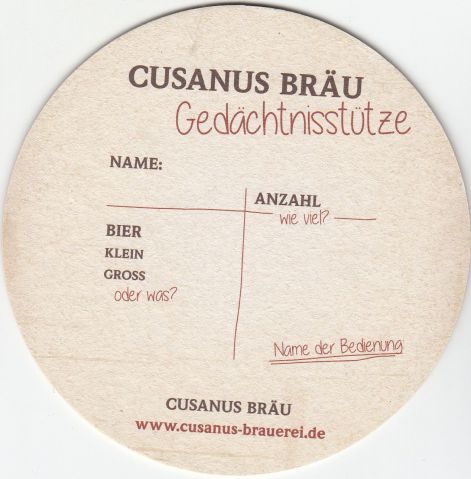 CUSANUS BRÄU
Gedächtnisstütze
NAME:
ANZAHL
wie viel?
BIER
KLEIN
GROSS
oder was?
Name der Bedienung
CUSANUS BRÄU
www.cusanus-brauerei.de